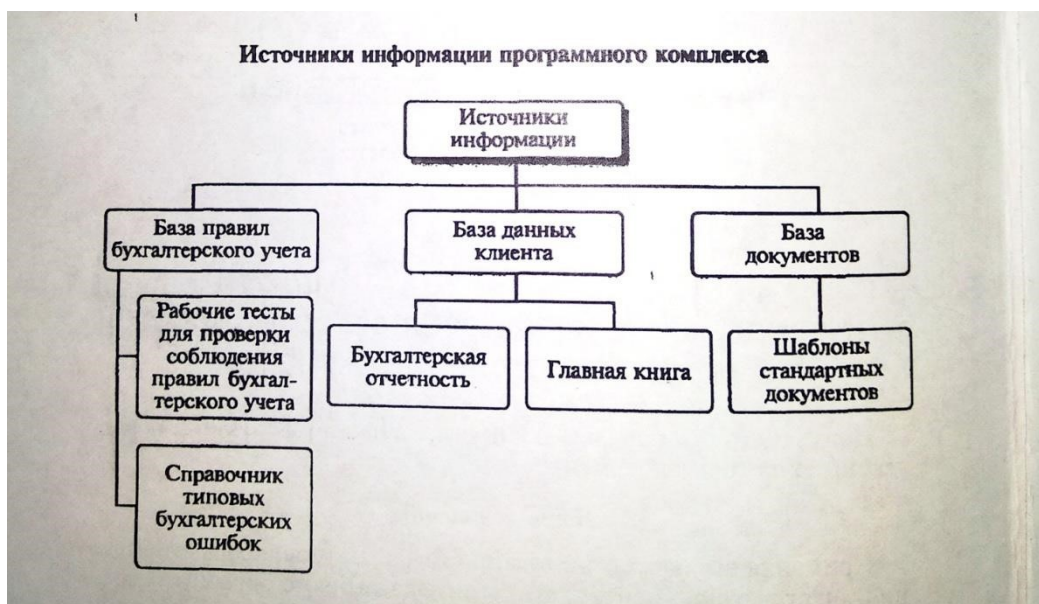 Источники информации программного комплекса
Источники
информации
База правил
бухгалтерского учета
База данных
клиента
База
документов
Рабочие тесты
для проверки
соблюдения
правил бухгал-
терского учета
Бухгалтерская
отчетность
Главная книга
Шаблоны
стандартных
документов
Справочник
типовых
бухгалтерских
ошибок